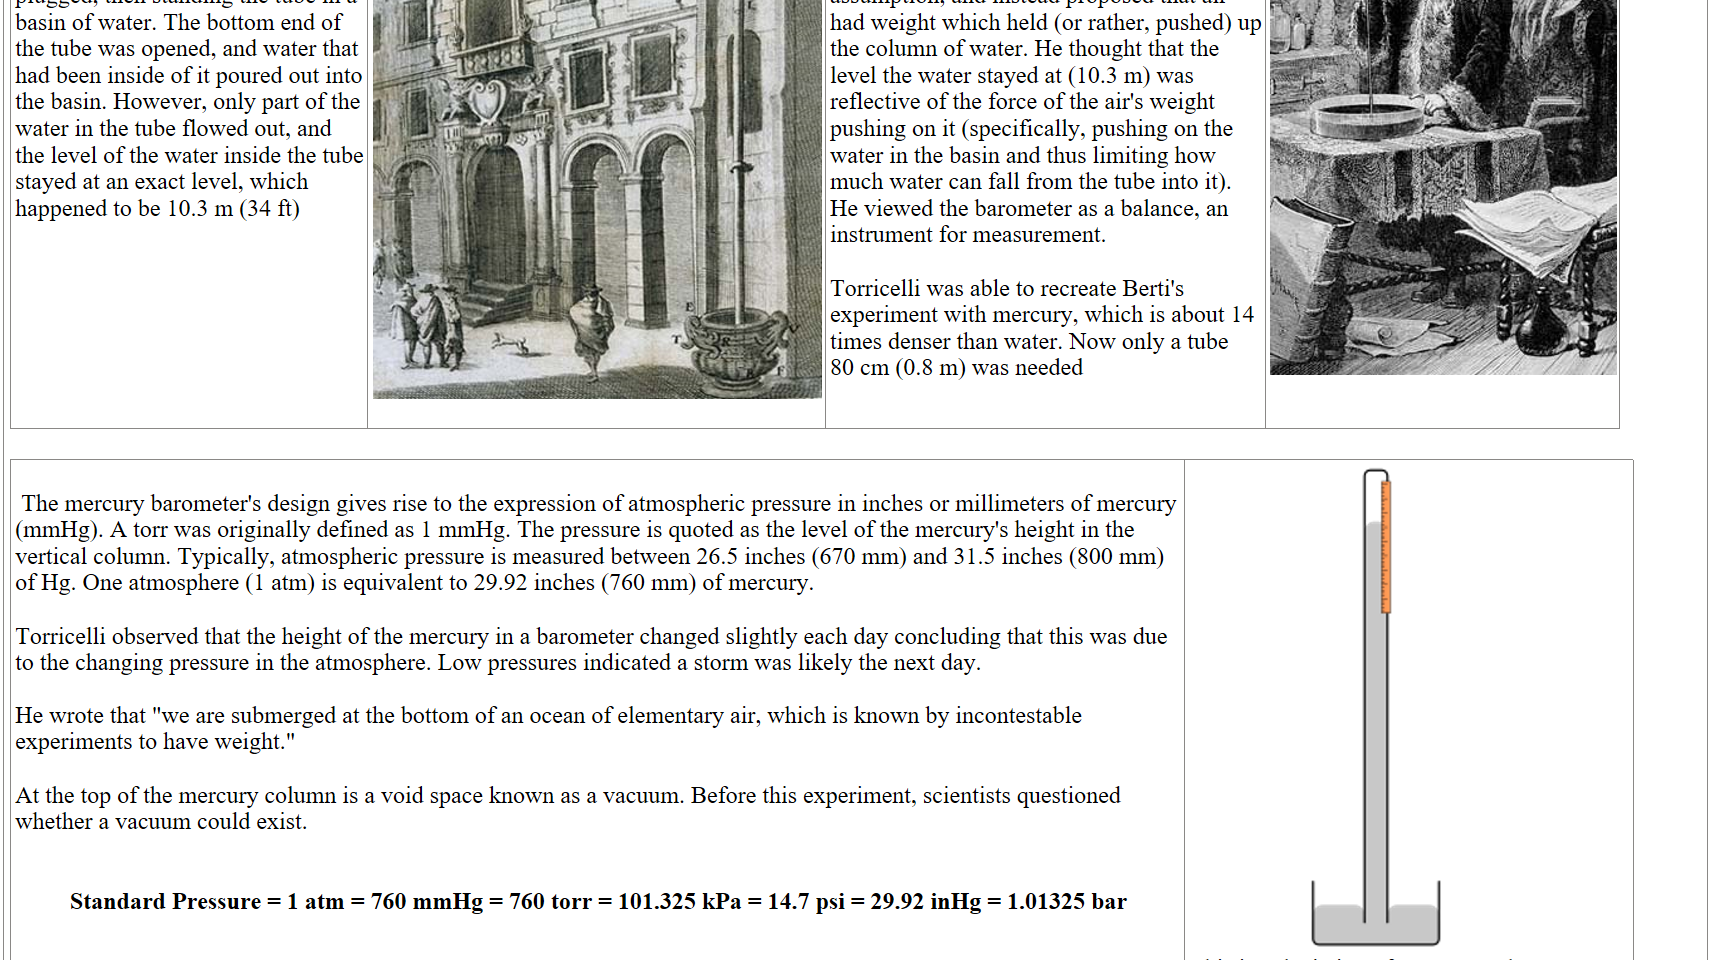 basin of water. The bottom end of
the tube was opened, and water that
had been inside of it poured out into
the basin. However, only part of the
water in the tube flowed out, and
the level of the water inside the tube
stayed at an exact level, which
happened to be 10.3 m (34 ft)
had weight which held (or rather, pushed) up
the column of water. He thought that the
level the water stayed at (10.3 m) was
reflective of the force of the air's weight
pushing on it (specifically, pushing on the
water in the basin and thus limiting how
much water can fall from the tube into it).
He viewed the barometer as a balance, an
instrument for measurement.
Torricelli was able to recreate Berti's
experiment with mercury, which is about 14
times denser than water. Now only a tube
80 cm (0.8 m) was needed
The mercury barometer's design gives rise to the expression of atmospheric pressure in inches or millimeters of mercury
(mmHg). A torr was originally defined as 1 mmHg. The pressure is quoted as the level of the mercury's height in the
vertical column. Typically, atmospheric pressure is measured between 26.5 inches (670 mm) and 31.5 inches (800 mm)
of Hg. One atmosphere (1 atm) is equivalent to 29.92 inches (760 mm) of mercury.
Torricelli observed that the height of the mercury in a barometer changed slightly each day concluding that this was due
to the changing pressure in the atmosphere. Low pressures indicated a storm was likely the next day.
He wrote that "we are submerged at the bottom of an ocean of elementary air, which is known by incontestable
experiments to have weight."
At the top of the mercury column is a void space known as a vacuum. Before this experiment, scientists questioned
whether a vacuum could exist.
Standard Pressure = 1 atm = 760 mmHg = 760 torr = 101.325 kPa = 14.7 psi = 29.92 inHg = 1.01325 bar